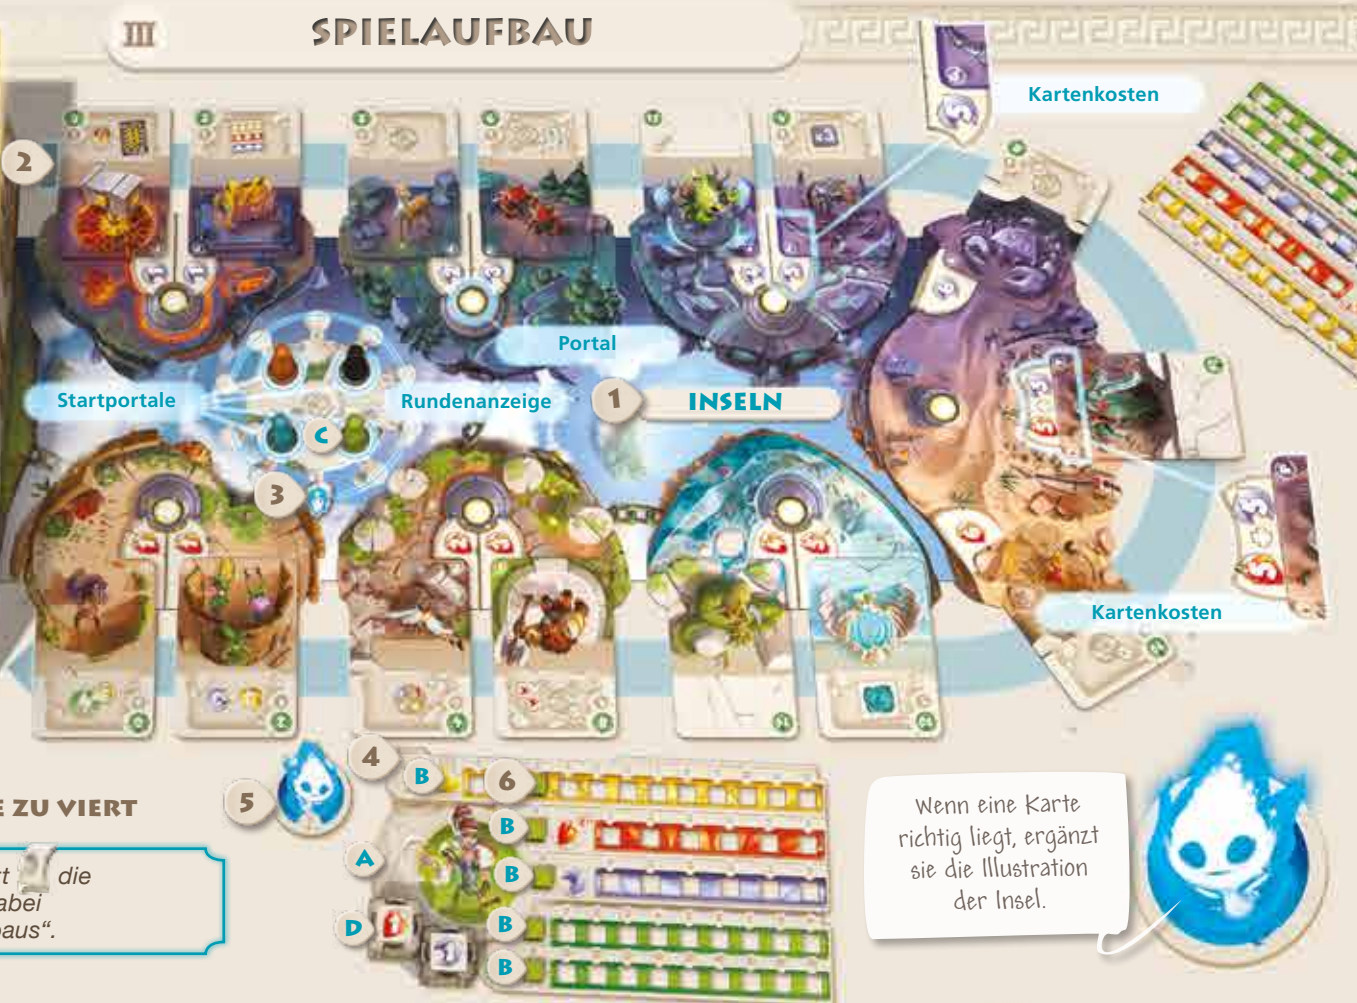 III
SPIELAUFBAU
Kartenkosten
2
Portal
Startportale
Rundenanzeige
1
INSELN
C
3
Kartenkosten
4
B
6
5
E ZU VIERT
B
A
B
die
abei
D
B
aus“.
B
Wenn eine Karte
richtig liegt, ergänzt
sie die Illustration
der Insel.